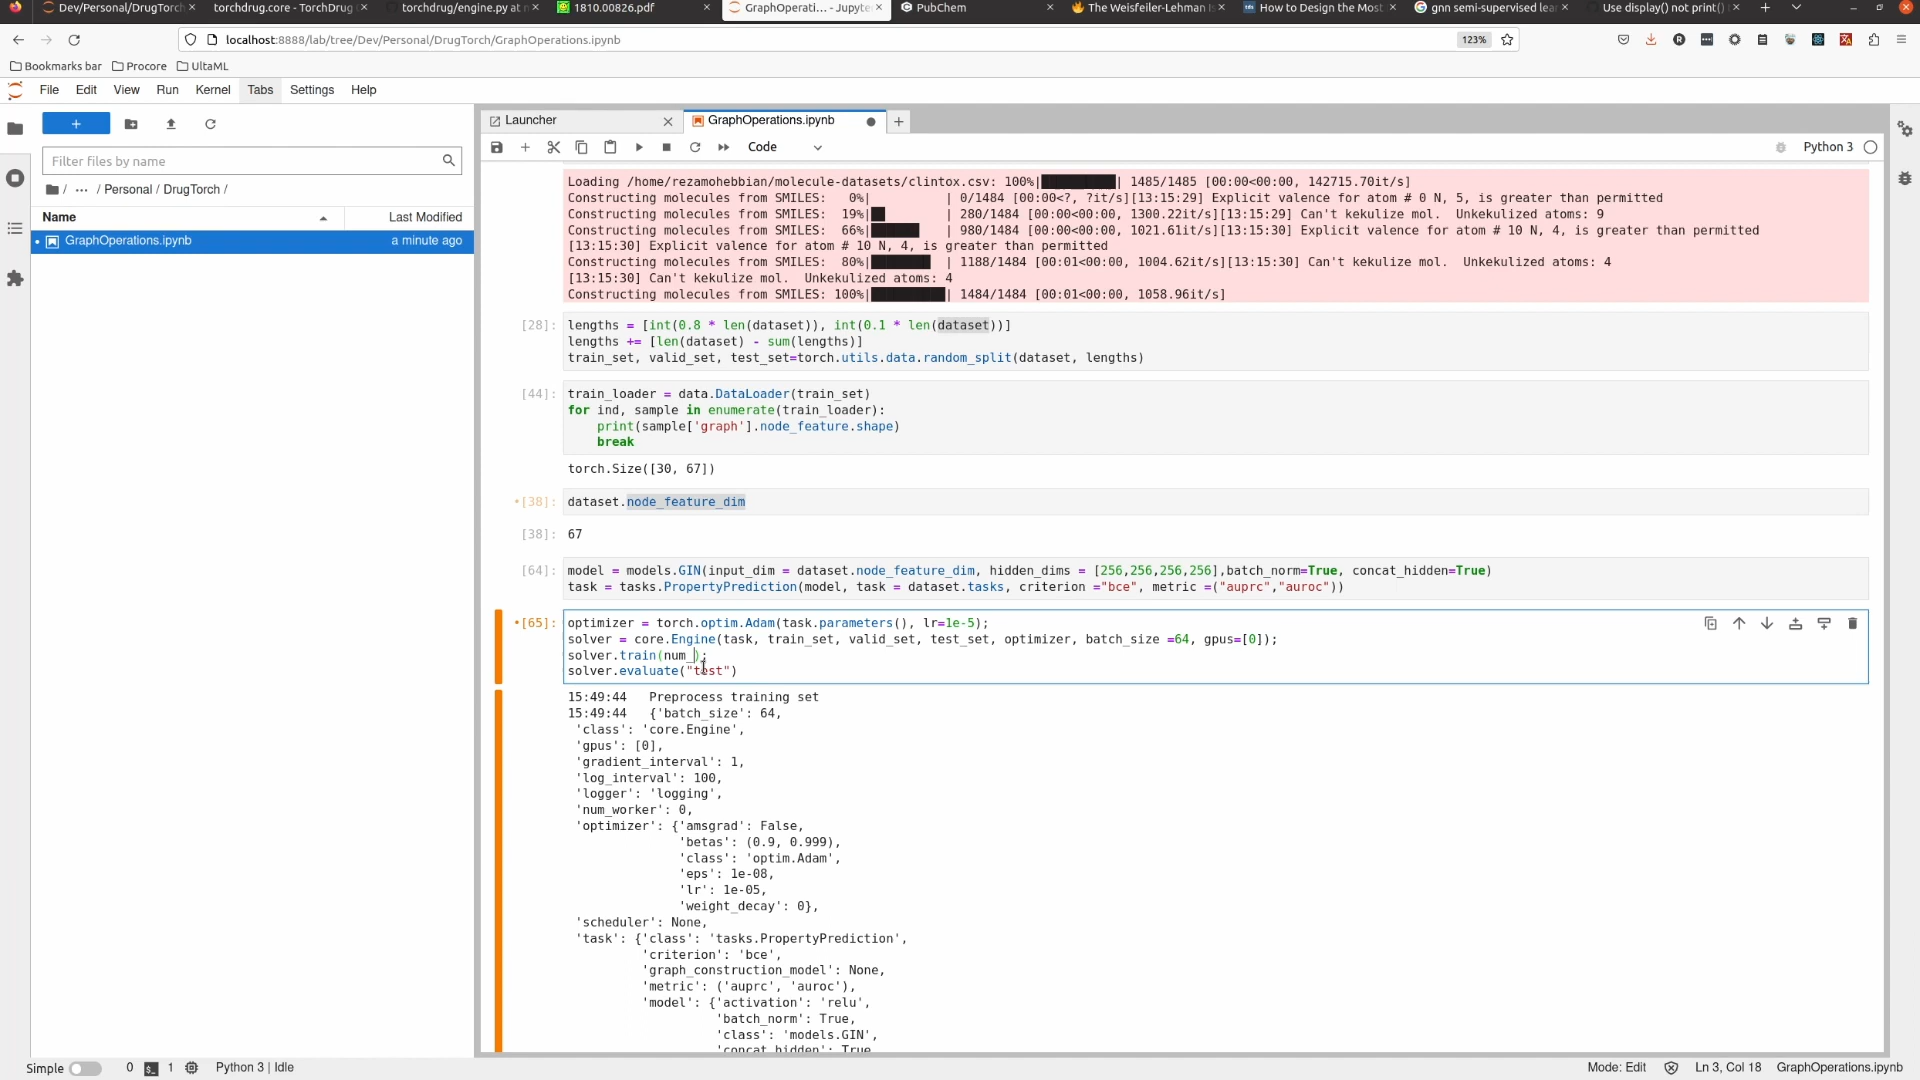 Dev/Personal/DrugTorch
torchdrug.core - TorchDrug
torchdrug/engine.py at
1810.00826.pdf
GraphOperati… - Jupyter
PubChem
The Weisfeiler-Lehman Is
How to Design the Most
gnn semi-supervised lea
Use display() not print()
localhost:8888/lab/tree/Dev/Personal/DrugTorch/GraphOperations.ipynb
123%
Bookmarks bar
Procore
UltaML
File Edit View Run Kernel Tabs Settings Help
Launcher
GraphOperations.ipynb
Filter files by name
Code
Python 3
/ ··· / Personal / DrugTorch /
Name
Last Modified
GraphOperations.ipynb
a minute ago
Loading /home/rezamohebbian/molecule-datasets/clintox.csv: 100%|██████████| 1485/1485 [00:00<00:00, 142715.70it/s]
Constructing molecules from SMILES:   0%|          | 0/1484 [00:00<?, ?it/s][13:15:29] Explicit valence for atom # 0 N, 5, is greater than permitted
Constructing molecules from SMILES:  19%|██        | 280/1484 [00:00<00:00, 1300.22it/s][13:15:29] Can't kekulize mol.  Unkekulized atoms: 9
Constructing molecules from SMILES:  66%|██████    | 980/1484 [00:00<00:00, 1021.61it/s][13:15:30] Explicit valence for atom # 10 N, 4, is greater than permitted
[13:15:30] Explicit valence for atom # 10 N, 4, is greater than permitted
Constructing molecules from SMILES:  80%|████████  | 1188/1484 [00:01<00:00, 1004.62it/s][13:15:30] Can't kekulize mol.  Unkekulized atoms: 4
[13:15:30] Can't kekulize mol.  Unkekulized atoms: 4
Constructing molecules from SMILES: 100%|██████████| 1484/1484 [00:01<00:00, 1058.96it/s]
[28]:
lengths = [int(0.8 * len(dataset)), int(0.1 * len(dataset))]
lengths += [len(dataset) - sum(lengths)]
train_set, valid_set, test_set=torch.utils.data.random_split(dataset, lengths)
[44]:
train_loader = data.DataLoader(train_set)
for ind, sample in enumerate(train_loader):
    print(sample['graph'].node_feature.shape)
    break
torch.Size([30, 67])
•[38]:
dataset.node_feature_dim
[38]:
67
[64]:
model = models.GIN(input_dim = dataset.node_feature_dim, hidden_dims = [256,256,256,256],batch_norm=True, concat_hidden=True)
task = tasks.PropertyPrediction(model, task = dataset.tasks, criterion ="bce", metric =("auprc","auroc"))
•[65]:
optimizer = torch.optim.Adam(task.parameters(), lr=1e-5);
solver = core.Engine(task, train_set, valid_set, test_set, optimizer, batch_size =64, gpus=[0]);
solver.train(num_);
solver.evaluate("test")
15:49:44   Preprocess training set
15:49:44   {'batch_size': 64,
 'class': 'core.Engine',
 'gpus': [0],
 'gradient_interval': 1,
 'log_interval': 100,
 'logger': 'logging',
 'num_worker': 0,
 'optimizer': {'amsgrad': False,
               'betas': (0.9, 0.999),
               'class': 'optim.Adam',
               'eps': 1e-08,
               'lr': 1e-05,
               'weight_decay': 0},
 'scheduler': None,
 'task': {'class': 'tasks.PropertyPrediction',
          'criterion': 'bce',
          'graph_construction_model': None,
          'metric': ('auprc', 'auroc'),
          'model': {'activation': 'relu',
                    'batch_norm': True,
                    'class': 'models.GIN',
                    'concat_hidden': True
Simple
0
1
Python 3 | Idle
Mode: Edit
Ln 3, Col 18
GraphOperations.ipynb